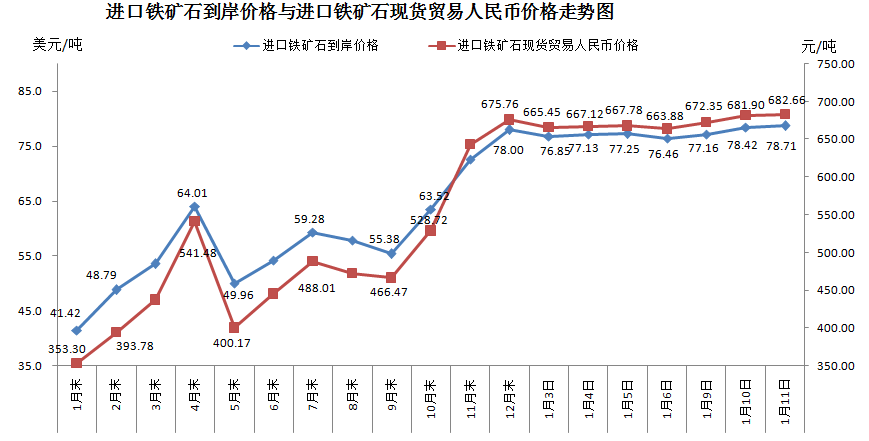 进口铁矿石到岸价格与进口铁矿石现货贸易人民币价格走势图
美元/吨
进口铁矿石到岸价格
进口铁矿石现货贸易人民币价格
元/吨
85.0
75.0
65.0
55.0
45.0
35.0
750.00
700.00
650.00
600.00
550.00
500.00
450.00
400.00
350.00
41.42
48.79
64.01
49.96
59.28
55.38
63.52
78.00
76.85
77.13
77.25
76.46
77.16
78.42
78.71
353.30
393.78
541.48
400.17
488.01
466.47
528.72
675.76
665.45
667.12
667.78
663.88
672.35
681.90
682.66
1月末
2月末
3月末
4月末
5月末
6月末
7月末
8月末
9月末
10月末
11月末
12月末
1月3日
1月4日
1月5日
1月6日
1月9日
1月10日
1月11日